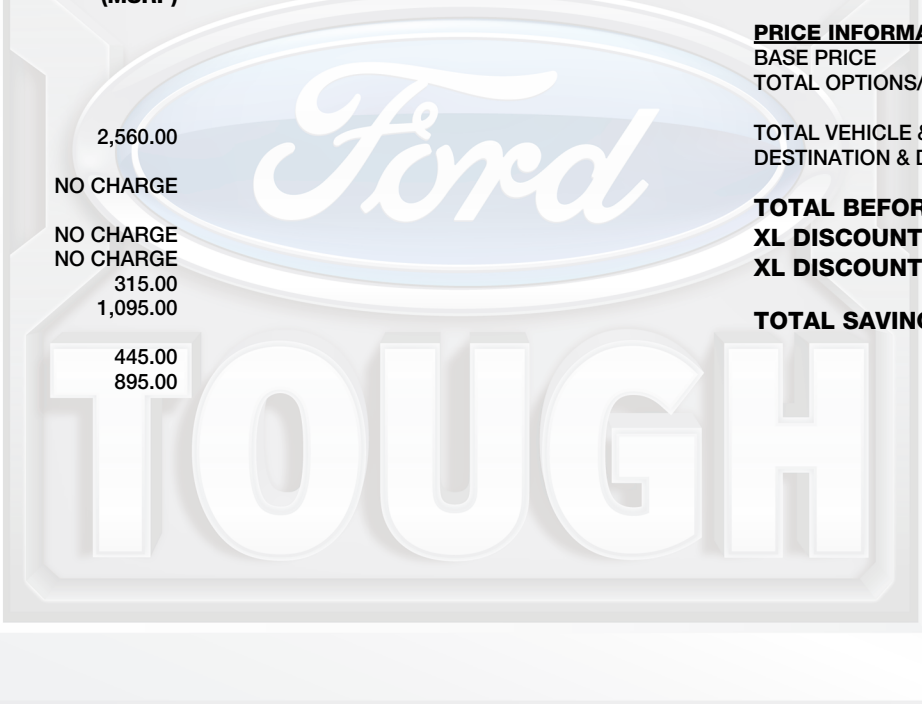 (MSRP)
2,560.00
NO CHARGE
NO CHARGE
NO CHARGE
315.00
1,095.00
445.00
895.00
PRICE INFORMA
BASE PRICE
TOTAL OPTIONS/
TOTAL VEHICLE &
DESTINATION & D
TOTAL BEFOR
XL DISCOUNT
XL DISCOUNT
TOTAL SAVING
Ford
TOUGH